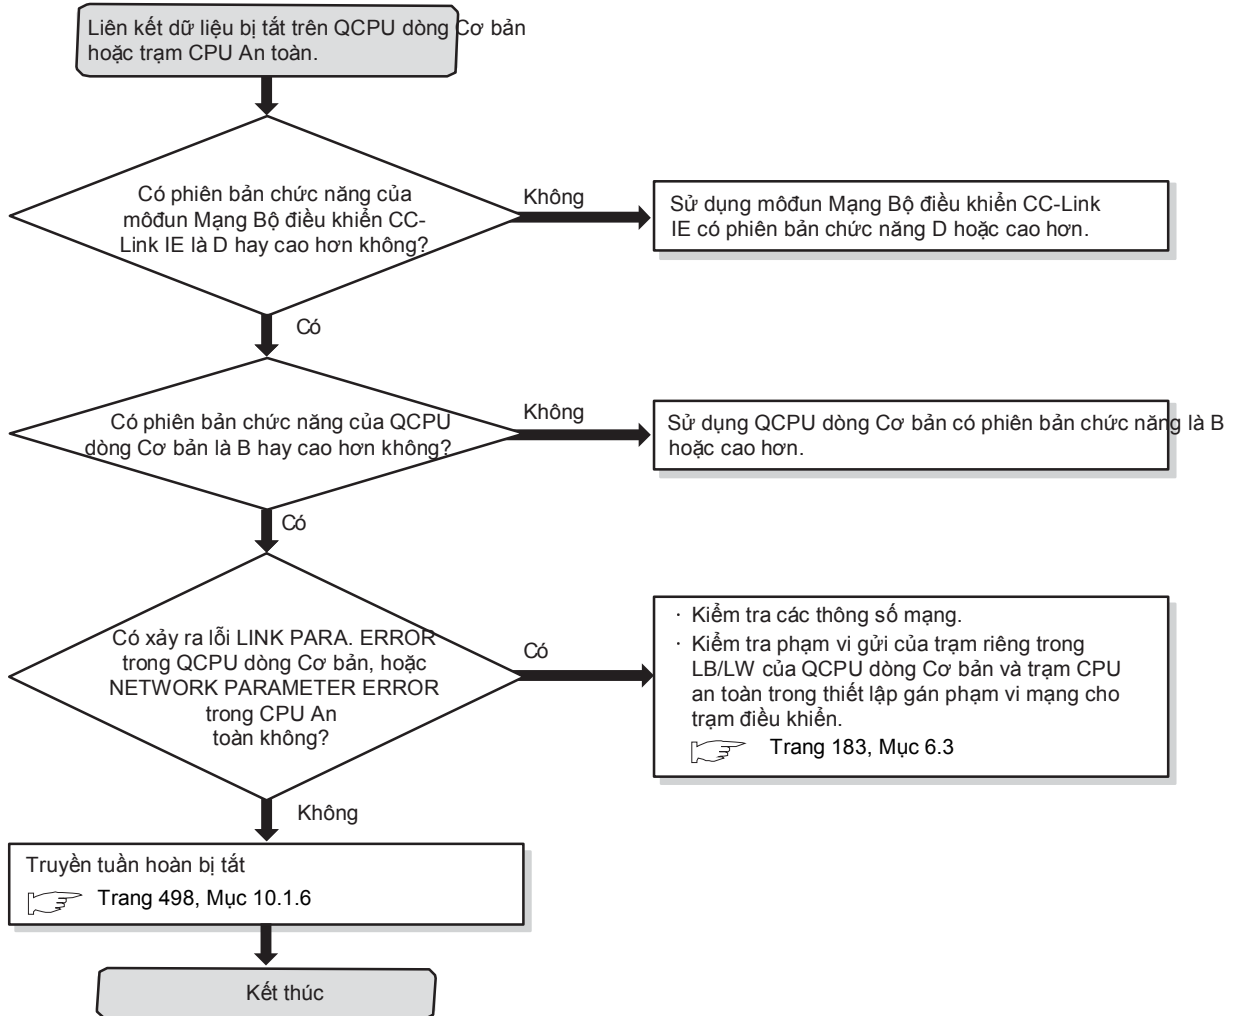 Liên kết dữ liệu bị tắt trên QCPU dòng Cơ bản
hoặc trạm CPU An toàn.
Có phiên bản chức năng của
môđun Mạng Bộ điều khiển CC-
Link IE là D hay cao hơn không?
Không
Sử dụng môđun Mạng Bộ điều khiển CC-Link
IE có phiên bản chức năng D hoặc cao hơn.
Có
Có phiên bản chức năng của QCPU
dòng Cơ bản là B hay cao hơn không?
Không
Sử dụng QCPU dòng Cơ bản có phiên bản chức năng là B
hoặc cao hơn.
Có
Có xảy ra lỗi LINK PARA. ERROR
trong QCPU dòng Cơ bản, hoặc
NETWORK PARAMETER ERROR
trong CPU An
toàn không?
Có
· Kiểm tra các thông số mạng.
· Kiểm tra phạm vi gửi của trạm riêng trong
LB/LW của QCPU dòng Cơ bản và trạm CPU
an toàn trong thiết lập gán phạm vi mạng cho
trạm điều khiển.
Trang 183, Mục 6.3
Không
Truyền tuần hoàn bị tắt
Trang 498, Mục 10.1.6
Kết thúc